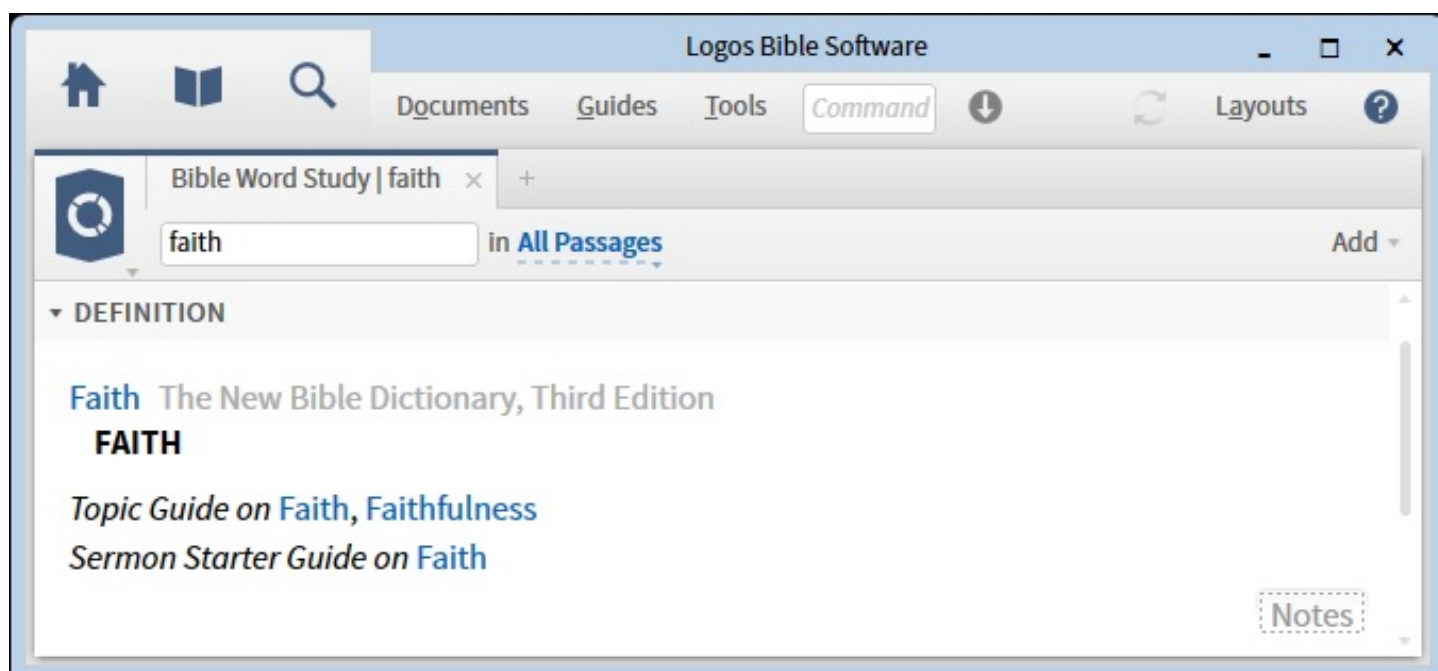 Logos Bible Software
Documents Guides Tools Command Layouts ?
Bible Word Study | faith × +
faith in All Passages Add
DEFINITION
Faith The New Bible Dictionary, Third Edition
FAITH
Topic Guide on Faith, Faithfulness
Sermon Starter Guide on Faith
Notes